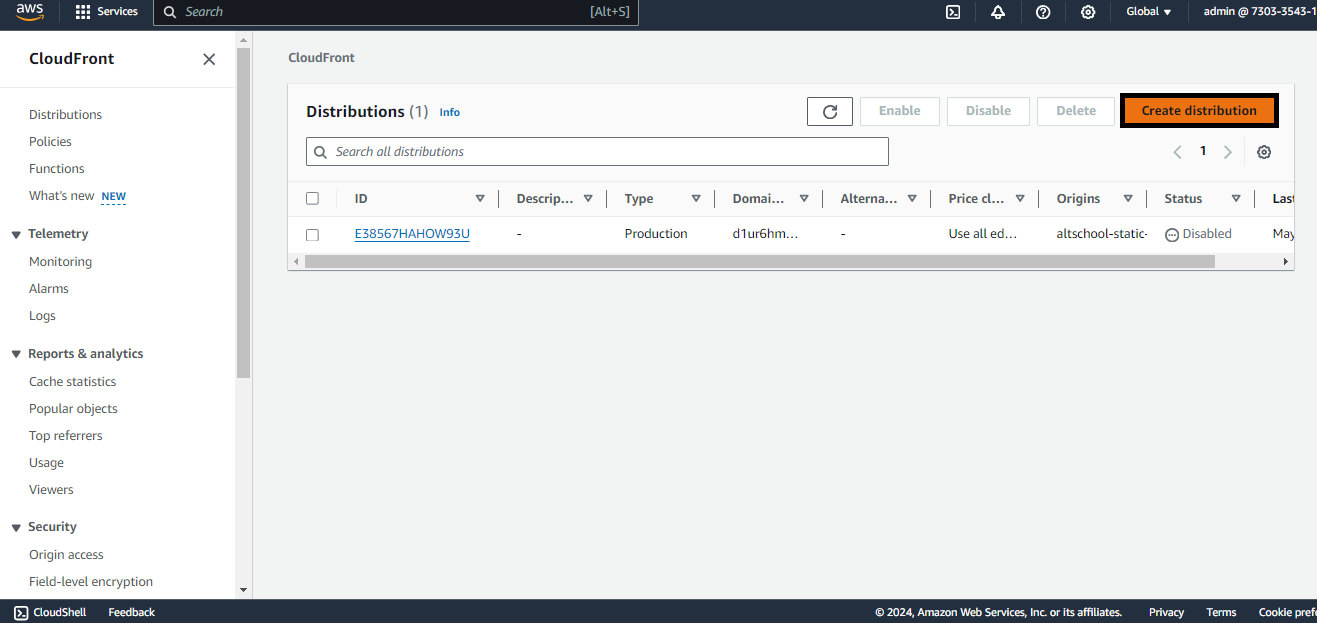 aws
Services
Search
[Alt+S]
Global
admin @ 7303-3543-1
CloudFront
Distributions
Policies
Functions
What's new NEW
Telemetry
Monitoring
Alarms
Logs
Reports & analytics
Cache statistics
Popular objects
Top referrers
Usage
Viewers
Security
Origin access
Field-level encryption
CloudFront
Distributions (1) Info
Enable
Disable
Delete
Create distribution
Search all distributions
1
ID Descrip... Type Domai... Alterna... Price cl... Origins Status Last
E38567HAHOW93U - Production d1ur6hm... - Use all ed... altschool-static- Disabled May
CloudShell Feedback © 2024, Amazon Web Services, Inc. or its affiliates. Privacy Terms Cookie prefe